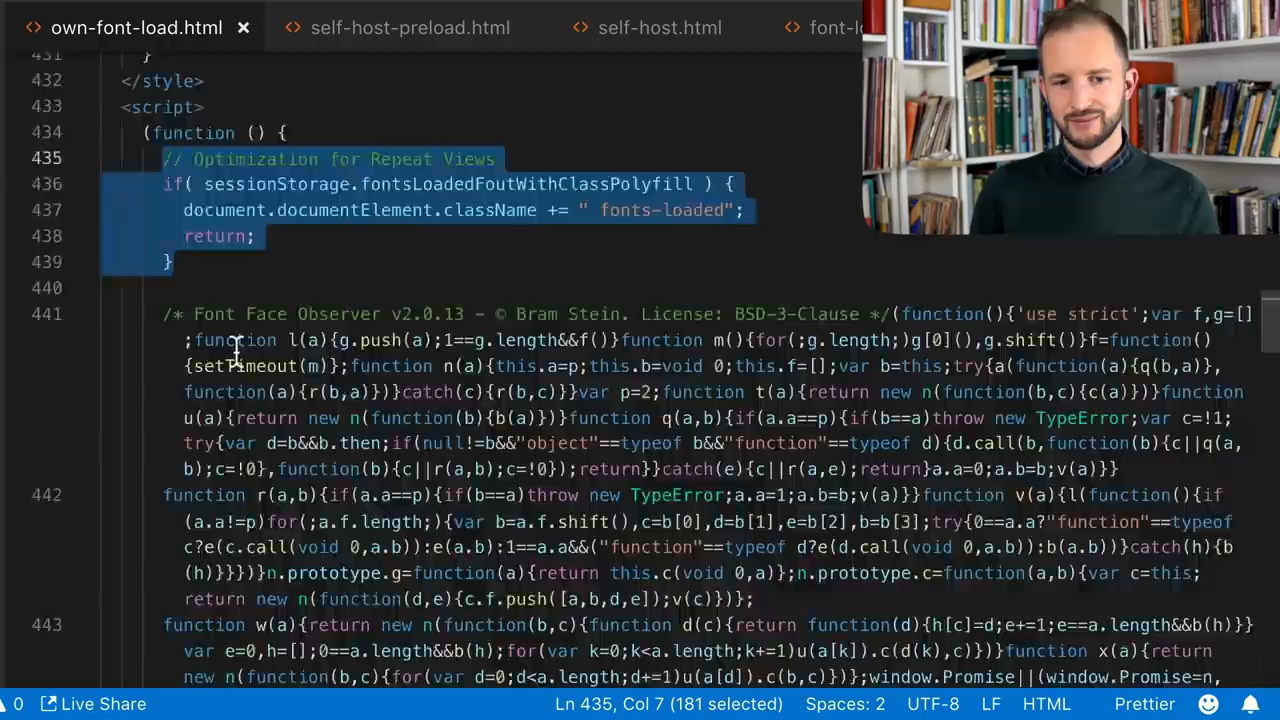 own-font-load.html × self-host-preload.html self-host.html font-l
431 }
432 </style>
433 <script>
434 (function () {
435 // Optimization for Repeat Views
436 if( sessionStorage.fontsLoadedFoutWithClassPolyfill ) {
437 document.documentElement.className += " fonts-loaded";
438 return;
439 }
440
441 /* Font Face Observer v2.0.13 - © Bram Stein. License: BSD-3-Clause */(function(){'use strict';var f,g=[]
;function l(a){g.push(a);1==g.length&&f()}function m(){for(;g.length;)g[0](),g.shift()}f=function()
{setTimeout(m)};function n(a){this.a=p;this.b=void 0;this.f=[];var b=this;try{a(function(a){q(b,a)},
function(a){r(b,a)})}catch(c){r(b,c)}}var p=2;function t(a){return new n(function(b,c){c(a)})}function
u(a){return new n(function(b){b(a)})}function q(a,b){if(a.a==p){if(b==a)throw new TypeError;var c=!1;
try{var d=b&&b.then;if(null!=b&&"object"==typeof b&&"function"==typeof d){d.call(b,function(b){c||q(a,
b);c=!0},function(b){c||r(a,b);c=!0});return}}catch(e){c||r(a,e);return}a.a=0;a.b=b;v(a)}}
442 function r(a,b){if(a.a==p){if(b==a)throw new TypeError;a.a=1;a.b=b;v(a)}}function v(a){l(function(){if
(a.a!=p)for(;a.f.length;){var b=a.f.shift(),c=b[0],d=b[1],e=b[2],b=b[3];try{0==a.a?"function"==typeof
c?e(c.call(void 0,a.b)):e(a.b):1==a.a&&("function"==typeof d?e(d.call(void 0,a.b)):b(a.b))}catch(h){b
(h)}}})}n.prototype.g=function(a){return this.c(void 0,a)};n.prototype.c=function(a,b){var c=this;
return new n(function(d,e){c.f.push([a,b,d,e]);v(c)})};
443 function w(a){return new n(function(b,c){function d(c){return function(d){h[c]=d;e+=1;e==a.length&&b(h)}}
var e=0,h=[];0==a.length&&b(h);for(var k=0;k<a.length;k+=1)u(a[k]).c(d(k),c)})}function x(a){return
new n(function(b,c){for(var d=0;d<a.length;d+=1)u(a[d]).c(b,c)})};window.Promise||(window.Promise=n,
0 Live Share Ln 435, Col 7 (181 selected) Spaces: 2 UTF-8 LF HTML Prettier